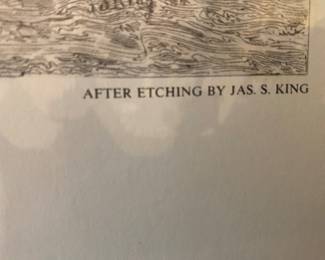 AFTER ETCHING BY JAS. S. KING